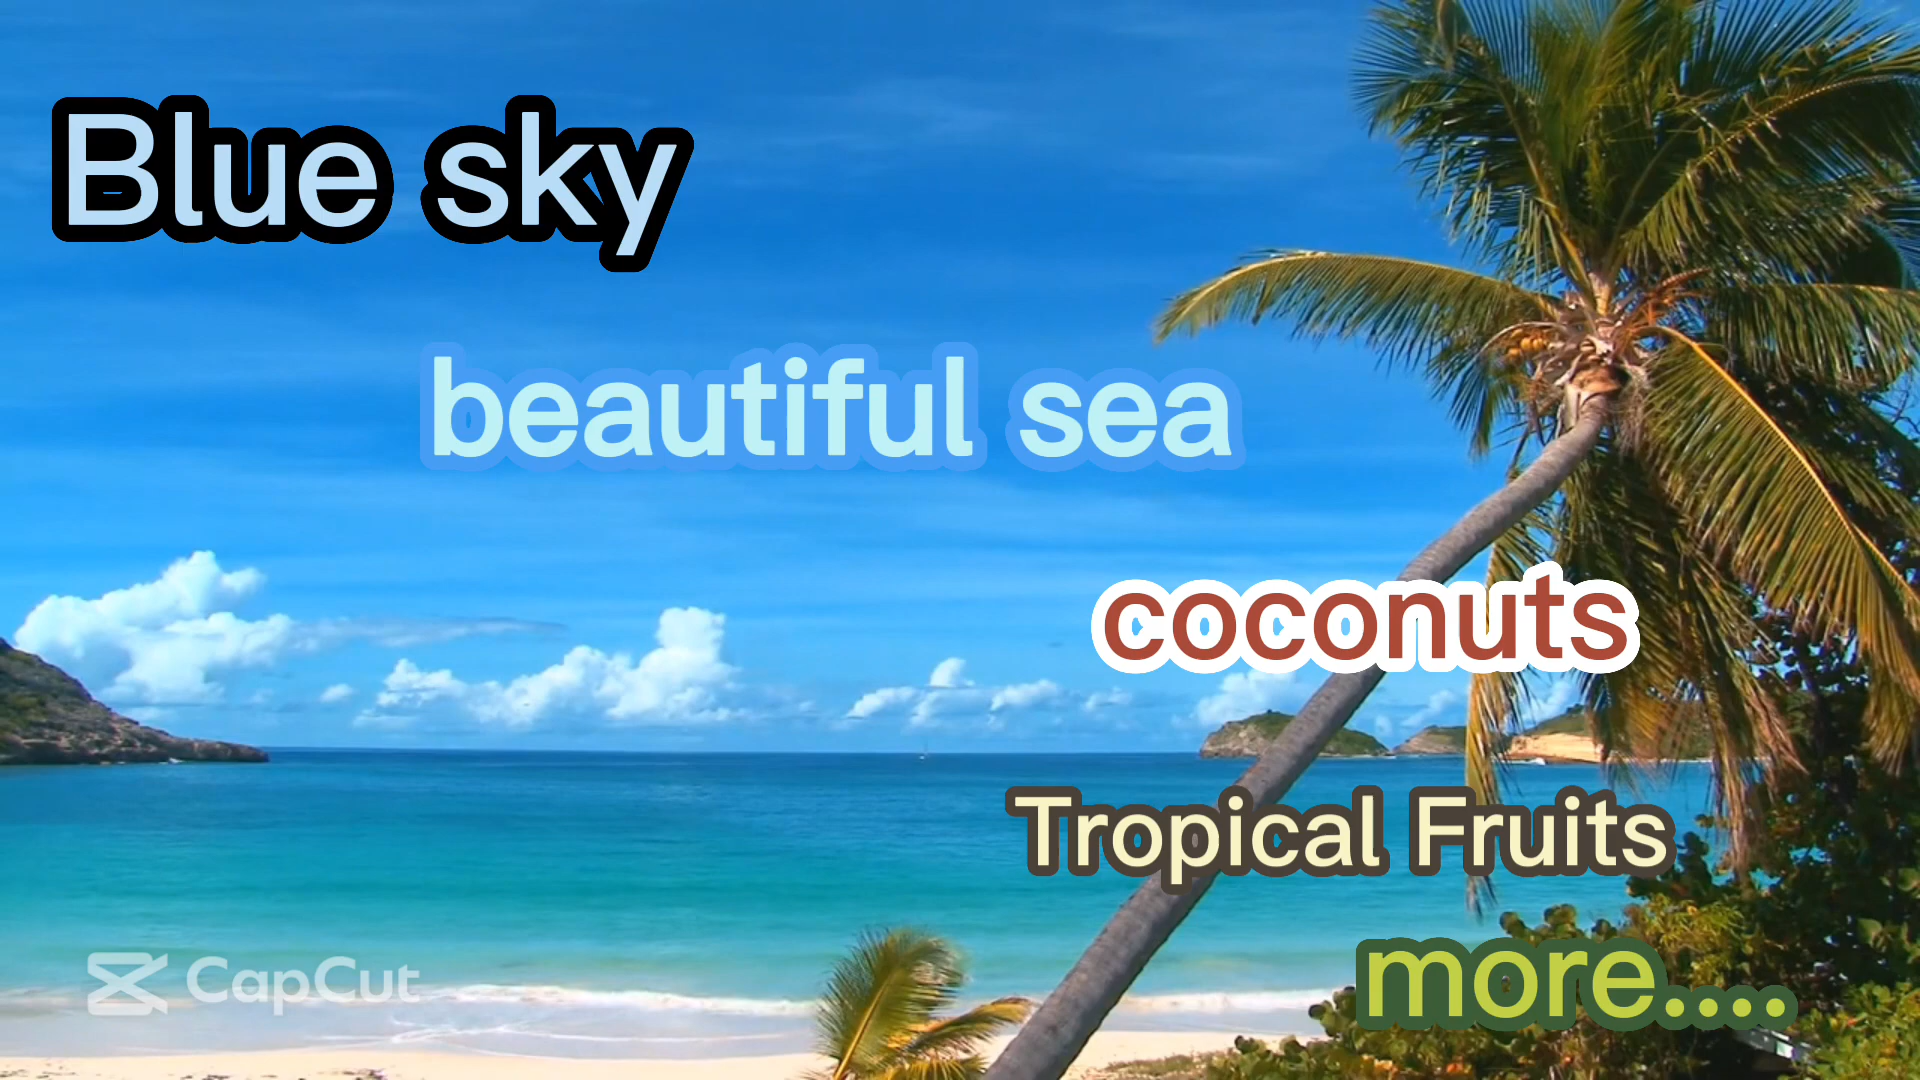 Blue sky
beautiful sea
coconuts
Tropical Fruits
more....
CapCut